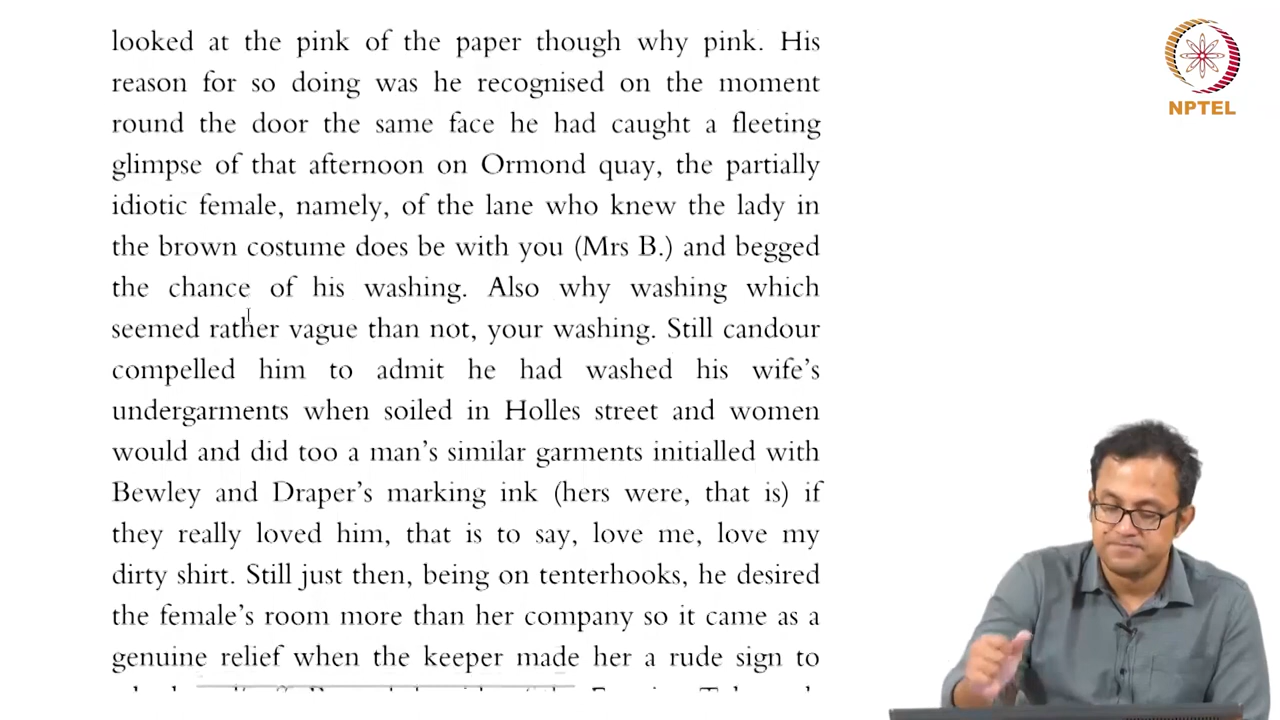 looked at the pink of the paper though why pink. His
reason for so doing was he recognised on the moment
round the door the same face he had caught a fleeting
glimpse of that afternoon on Ormond quay, the partially
idiotic female, namely, of the lane who knew the lady in
the brown costume does be with you (Mrs B.) and begged
the chance of his washing. Also why washing which
seemed rather vague than not, your washing. Still candour
compelled him to admit he had washed his wife's
undergarments when soiled in Holles street and women
would and did too a man's similar garments initialled with
Bewley and Draper's marking ink (hers were, that is) if
they really loved him, that is to say, love me, love my
dirty shirt. Still just then, being on tenterhooks, he desired
the female's room more than her company so it came as a
genuine relief when the keeper made her a rude sign to
NPTEL